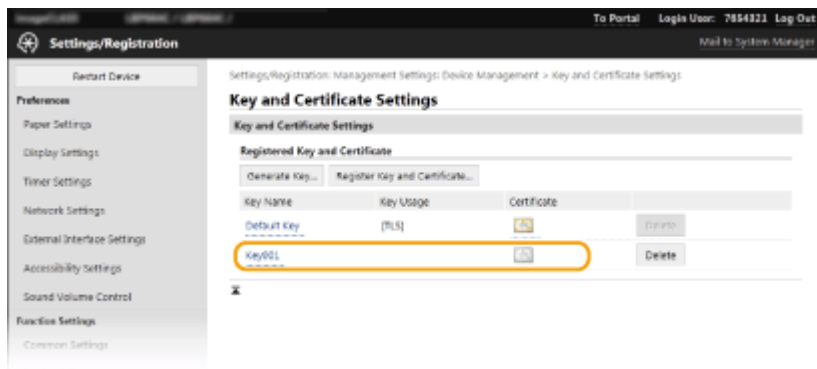 To Portal Login User: 7654321 Log Out
Settings/Registration
Mail to System Manager
Restart Device
Preferences
Paper Settings
Display Settings
Timer Settings
Network Settings
External Interface Settings
Accessibility Settings
Sound Volume Control
Function Settings
Common Settings
Settings/Registration: Management Settings: Device Management > Key and Certificate Settings
Key and Certificate Settings
Key and Certificate Settings
Registered Key and Certificate
Generate Key... Register Key and Certificate...
Key Name Key Usage Certificate
Default Key [TLS] Delete
Key001 Delete